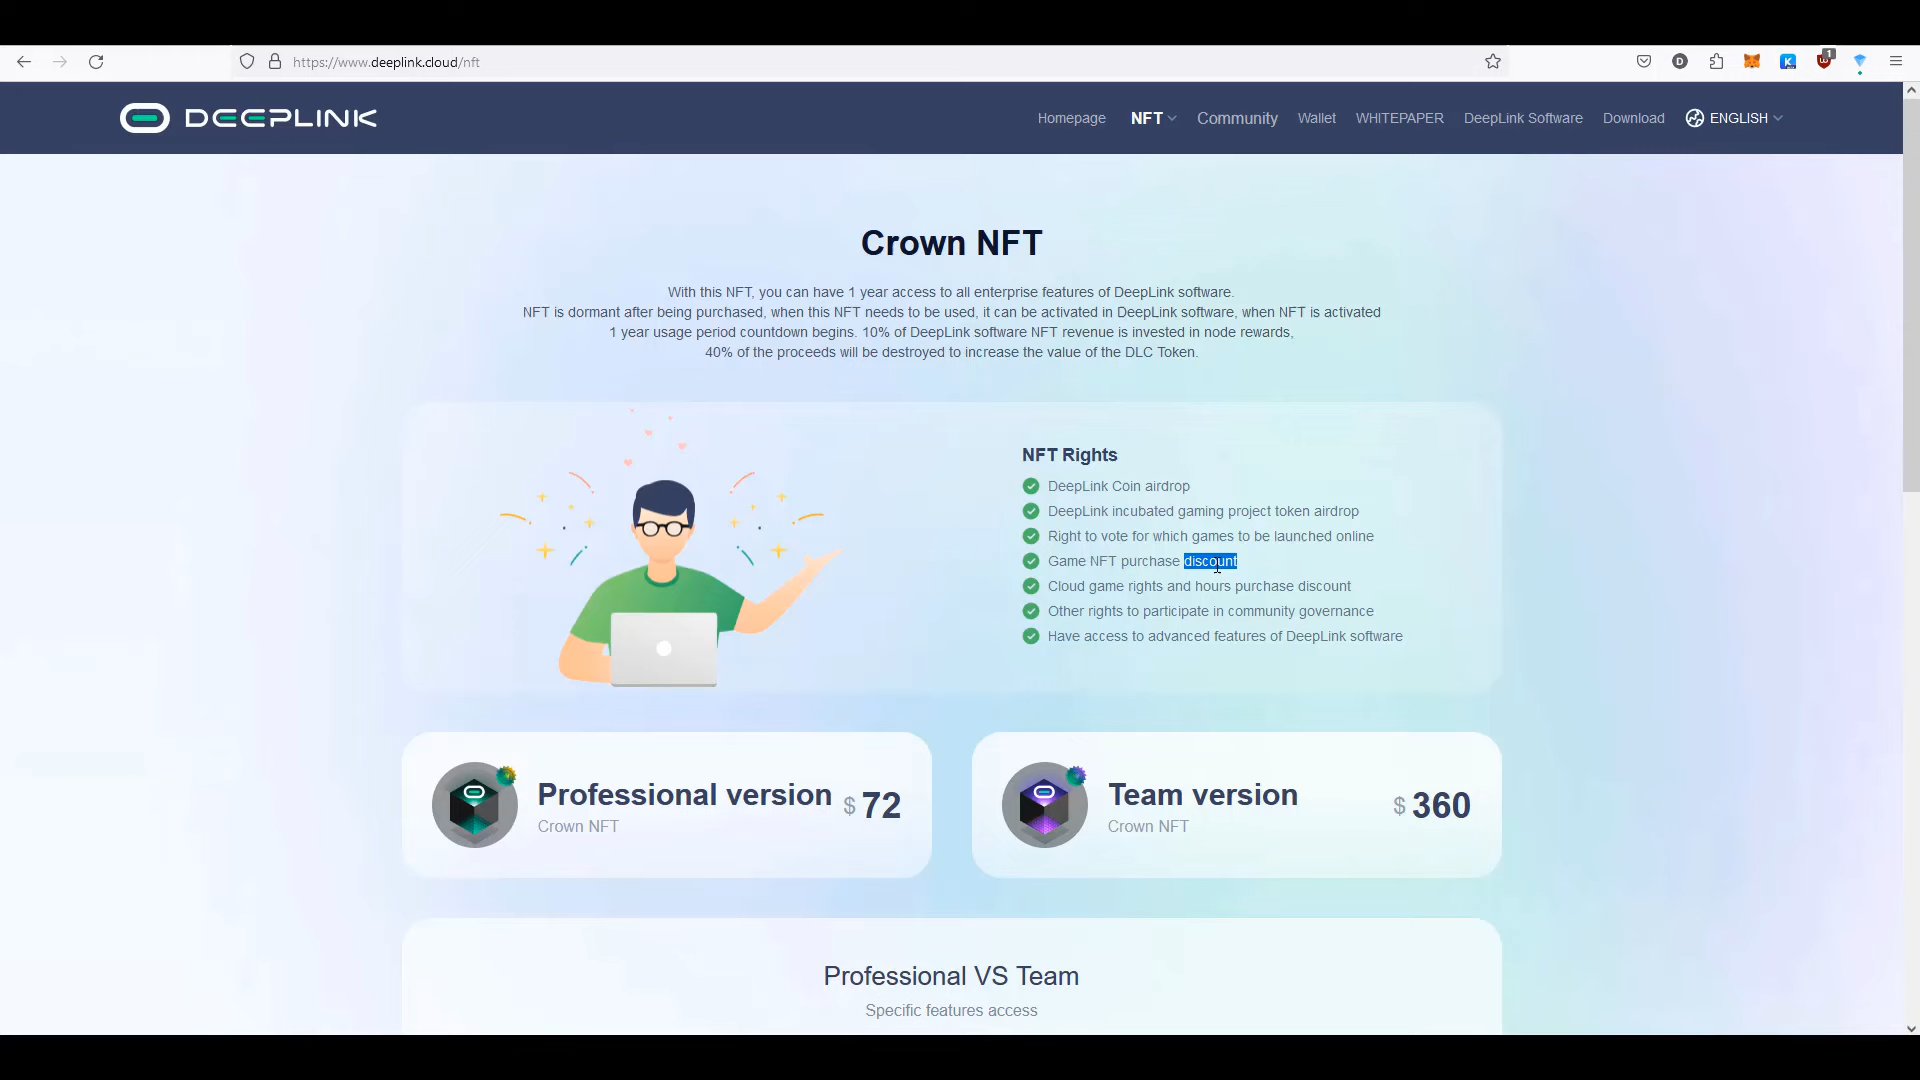 https://www.deeplink.cloud/nft
D
1
DEEPLINK
Homepage
NFT
Community
Wallet
WHITEPAPER
DeepLink Software
Download
ENGLISH
Crown NFT
With this NFT, you can have 1 year access to all enterprise features of DeepLink software.
NFT is dormant after being purchased, when this NFT needs to be used, it can be activated in DeepLink software, when NFT is activated
1 year usage period countdown begins. 10% of DeepLink software NFT revenue is invested in node rewards,
40% of the proceeds will be destroyed to increase the value of the DLC Token.
NFT Rights
DeepLink Coin airdrop
DeepLink incubated gaming project token airdrop
Right to vote for which games to be launched online
Game NFT purchase discount
Cloud game rights and hours purchase discount
Other rights to participate in community governance
Have access to advanced features of DeepLink software
Professional version
$ 72
Crown NFT
Team version
$ 360
Crown NFT
Professional VS Team
Specific features access